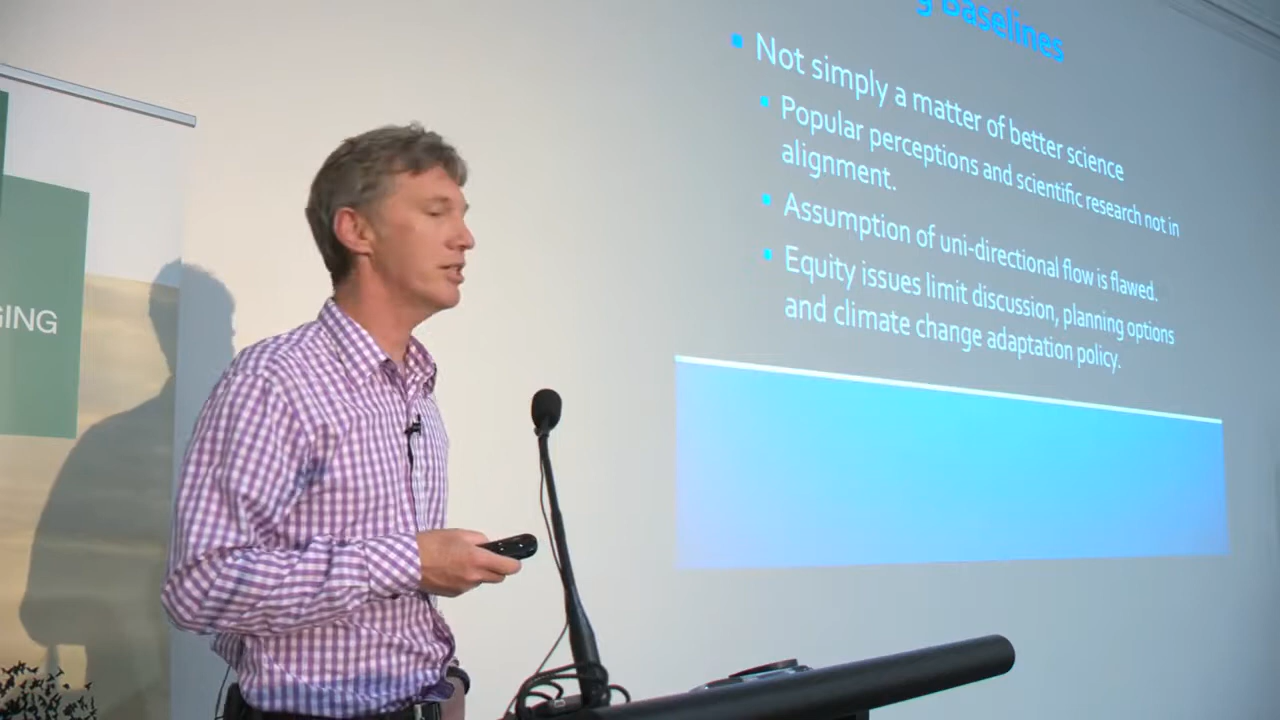 Baselines
Not simply a matter of better science
Popular perceptions and scientific research not in
alignment.
Assumption of uni-directional flow is flawed.
Equity issues limit discussion, planning options
and climate change adaptation policy.
GING